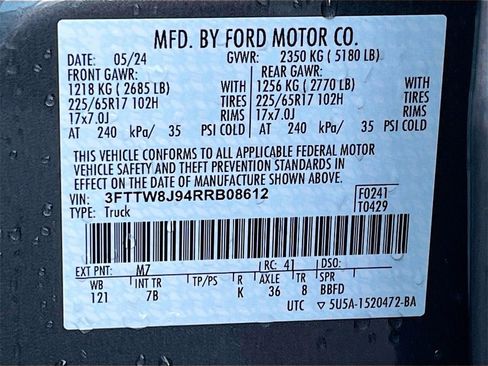 MFD. BY FORD MOTOR CO.
DATE: 05/24 GVWR: 2350 KG ( 5180 LB)
FRONT GAWR: REAR GAWR:
1218 KG ( 2685 LB) WITH 1256 KG ( 2770 LB) WITH
225/65R17 102H TIRES 225/65R17 102H TIRES
17x7.0J RIMS 17x7.0J RIMS
AT 240 kPa/ 35 PSI COLD AT 240 kPa/ 35 PSI COLD
THIS VEHICLE CONFORMS TO ALL APPLICABLE FEDERAL MOTOR
VEHICLE SAFETY AND THEFT PREVENTION STANDARDS IN
EFFECT ON THE DATE OF MANUFACTURE SHOWN ABOVE.
VIN: 3FTTW8J94RRB08612 F0241
TYPE: Truck T0429
EXT PNT: M7 RC: 41
WB INT TR TP/PS R AXLE TR SPR
121 7B K 36 8 BBFD
UTC 5U5A-1520472-BA